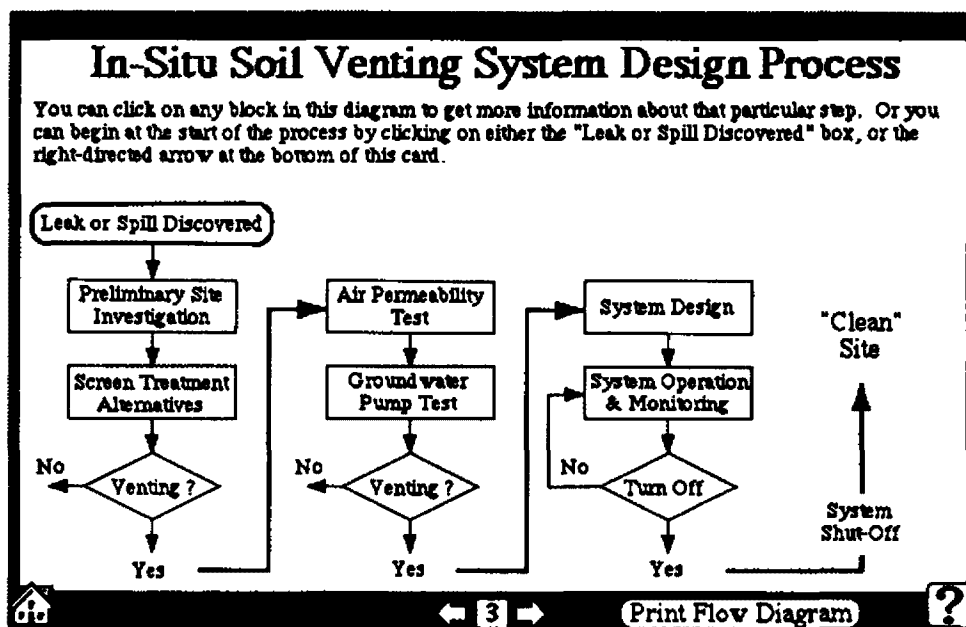 In-Situ Soil Venting System Design Process
You can click on any block in this diagram to get more information about that particular step. Or you
can begin at the start of the process by clicking on either the "Leak or Spill Discovered" box, or the
right-directed arrow at the bottom of this card.
Leak or Spill Discovered
Preliminary Site
Investigation
Screen Treatment
Alternatives
No
Venting ?
Yes
Air Permeability
Test
Groundwater
Pump Test
No
Venting ?
Yes
System Design
System Operation
& Monitoring
No
Turn Off
Yes
"Clean"
Site
System
Shut-Off
3
Print Flow Diagram
?